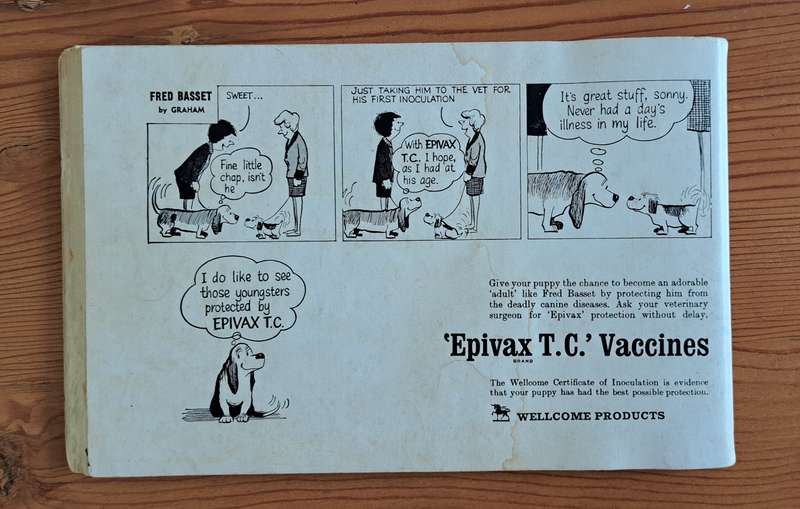 FRED BASSET
by GRAHAM
SWEET...
Fine little
chap, isn't
he
JUST TAKING HIM TO THE VET FOR
HIS FIRST INOCULATION
With EPIVAX
T.C. I hope,
as I had at
his age.
It's great stuff, sonny.
Never had a day's
illness in my life.
I do like to see
those youngsters
protected by
EPIVAX T.C.
Give your puppy the chance to become an adorable
'adult' like Fred Basset by protecting him from
the deadly canine diseases. Ask your veterinary
surgeon for 'Epivax' protection without delay.
'Epivax T.C.' Vaccines
BRAND
The Wellcome Certificate of Inoculation is evidence
that your puppy has had the best possible protection.
WELLCOME PRODUCTS